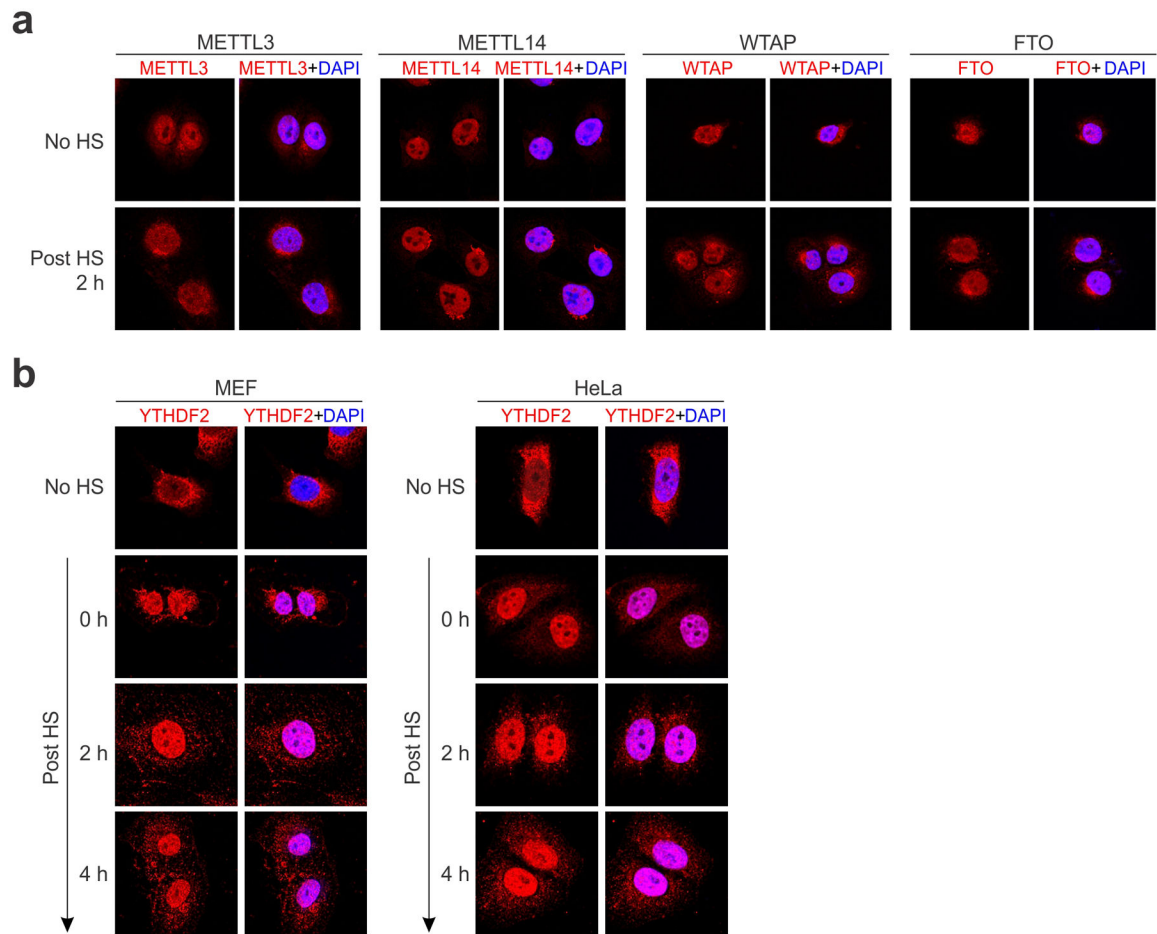 a
METTL3 METTL14 WTAP FTO
METTL3 METTL3+DAPI METTL14 METTL14+DAPI WTAP WTAP+DAPI FTO FTO+ DAPI
No HS
Post HS
2 h
b
MEF HeLa
YTHDF2 YTHDF2+DAPI YTHDF2 YTHDF2+DAPI
No HS No HS
0 h 0 h
Post HS Post HS
2 h 2 h
4 h 4 h